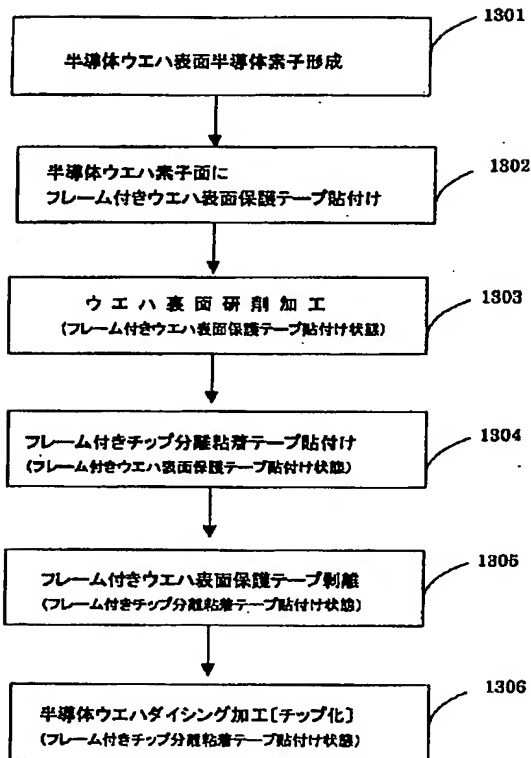 1301
半導体ウエハ表面半導体素子形成
1302
半導体ウエハ素子面に
フレーム付きウエハ表面保護テープ貼付け
1303
ウエハ裏面研削加工
(フレーム付きウエハ表面保護テープ貼付け状態)
1304
フレーム付きチップ分離粘着テープ貼付け
(フレーム付きウエハ表面保護テープ貼付け状態)
1305
フレーム付きウエハ表面保護テープ剥離
(フレーム付きチップ分離粘着テープ貼付け状態)
1306
半導体ウエハダイシング加工[チップ化]
(フレーム付きチップ分離粘着テープ貼付け状態)